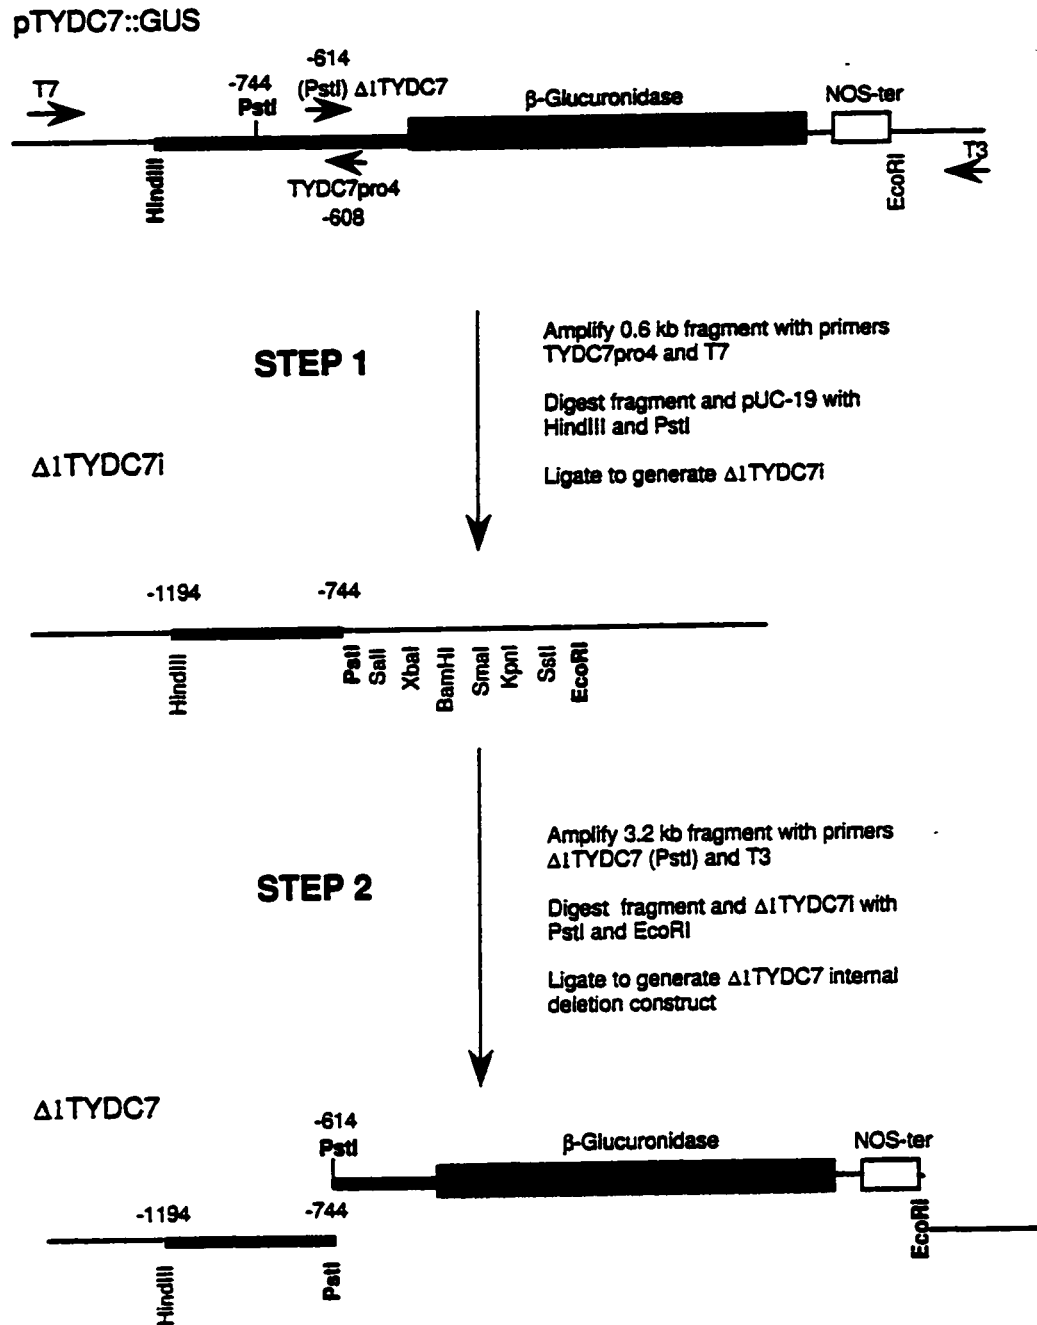 pTYDC7::GUS
-614
T7
-744
(PstI) Δ1TYDC7
PstI
β-Glucuronidase
NOS-ter
HindIII
TYDC7pro4
-608
EcoRI
T3
STEP 1
Amplify 0.6 kb fragment with primers
TYDC7pro4 and T7
Digest fragment and pUC-19 with
HindIII and PstI
Ligate to generate Δ1TYDC7i
Δ1TYDC7i
-1194
-744
HindIII
PstI
SalI
XbaI
BamHI
SmaI
KpnI
SstI
EcoRI
STEP 2
Amplify 3.2 kb fragment with primers
Δ1TYDC7 (PstI) and T3
Digest fragment and Δ1TYDC7i with
PstI and EcoRI
Ligate to generate Δ1TYDC7 internal
deletion construct
Δ1TYDC7
-614
PstI
β-Glucuronidase
NOS-ter
-1194
-744
HindIII
PstI
EcoRI